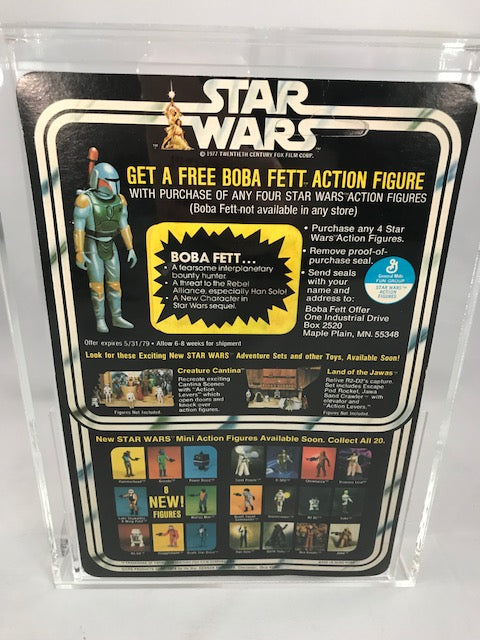 STAR
WARS
© 1977 TWENTIETH CENTURY FOX FILM CORP.
GET A FREE BOBA FETT ACTION FIGURE
WITH PURCHASE OF ANY FOUR STAR WARS ACTION FIGURES
(Boba Fett-not available in any store)
BOBA FETT...
• A fearsome interplanetary
bounty hunter.
• A threat to the Rebel
Alliance, especially Han Solo!
• A New Character in
Star Wars sequel.
• Purchase any 4 Star
Wars Action Figures.
• Remove proof-of-
purchase seal.
• Send seals
with your
name and
address to:
Boba Fett Offer
One Industrial Drive
Box 2520
Maple Plain, MN. 55348
General Mills
FUN GROUP
STAR WARS
ACTION
FIGURES
Offer expires 5/31/79 • Allow 6-8 weeks for shipment
Look for these Exciting New STAR WARS Adventure Sets and other Toys, Available Soon!
Creature Cantina
Recreate exciting
Cantina Scenes
with "Action
Levers" which
open doors and
knock over
action figures.
Figures Not Included.
Land of the Jawas
Relive R2-D2's capture.
Set includes Escape
Pod Rocket, Jawa
Sand Crawler with
elevator and
"Action Levers."
Figures Not Included.
New STAR WARS Mini Action Figures Available Soon. Collect All 20.
Hammerhead
Greedo
Power Droid
8
NEW!
FIGURES
Walrus Man
Death Star Droid